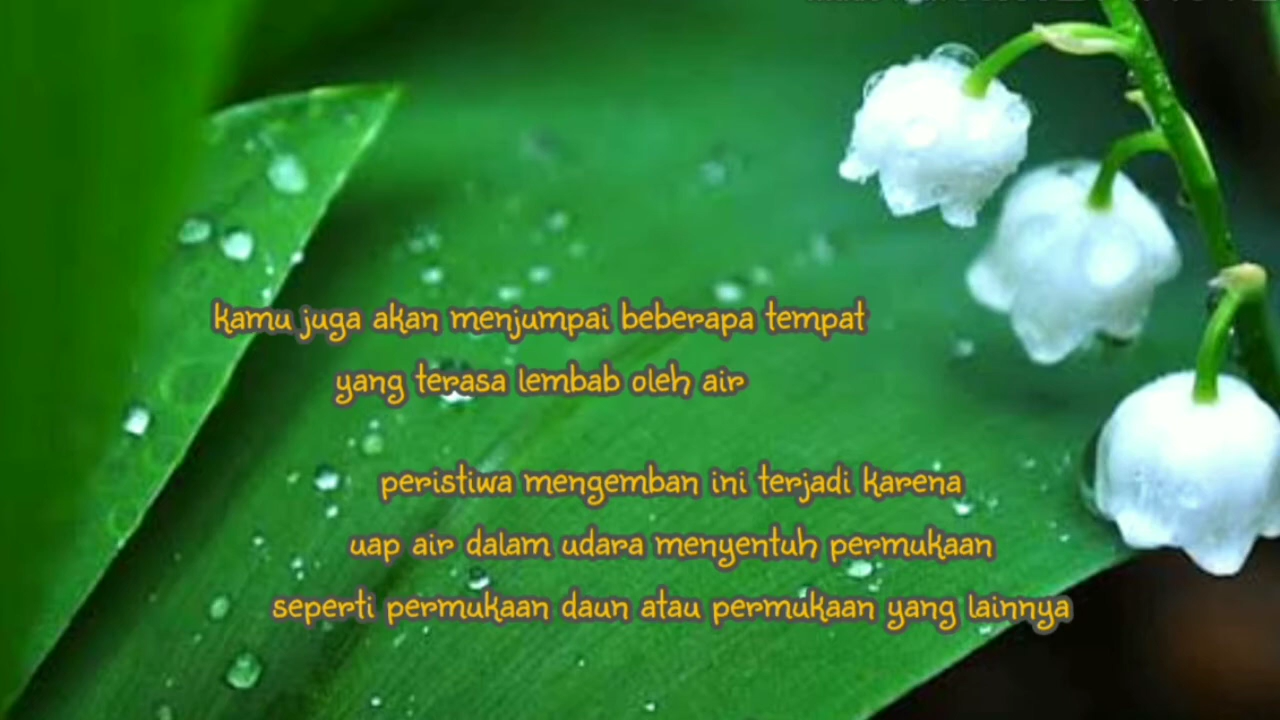 kamu juga akan menjumpai beberapa tempat
yang terasa lembab oleh air
peristiwa mengemban ini terjadi karena
uap air dalam udara menyentuh permukaan
seperti permukaan daun atau permukaan yang lainnya